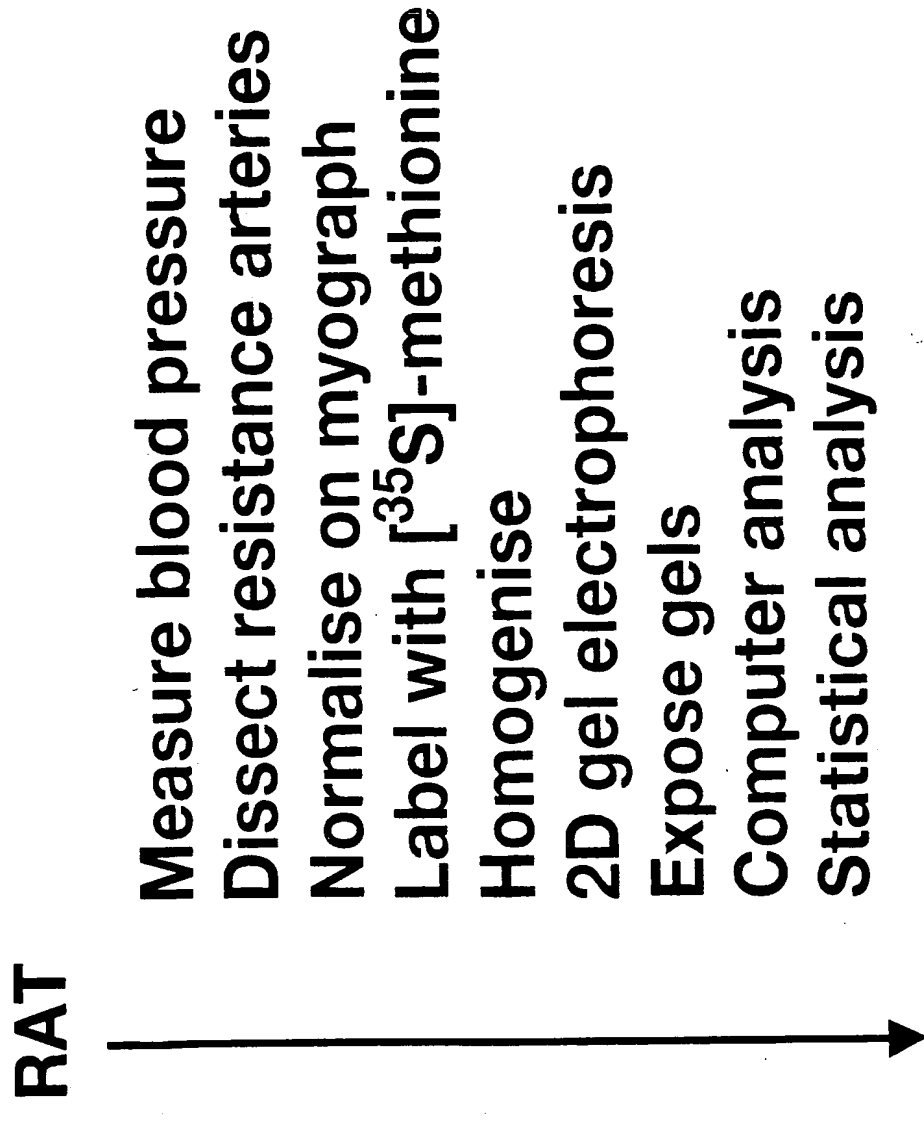 RAT
Measure blood pressure
Dissect resistance arteries
Normalise on myograph
Label with [³⁵S]-methionine
Homogenise
2D gel electrophoresis
Expose gels
Computer analysis
Statistical analysis